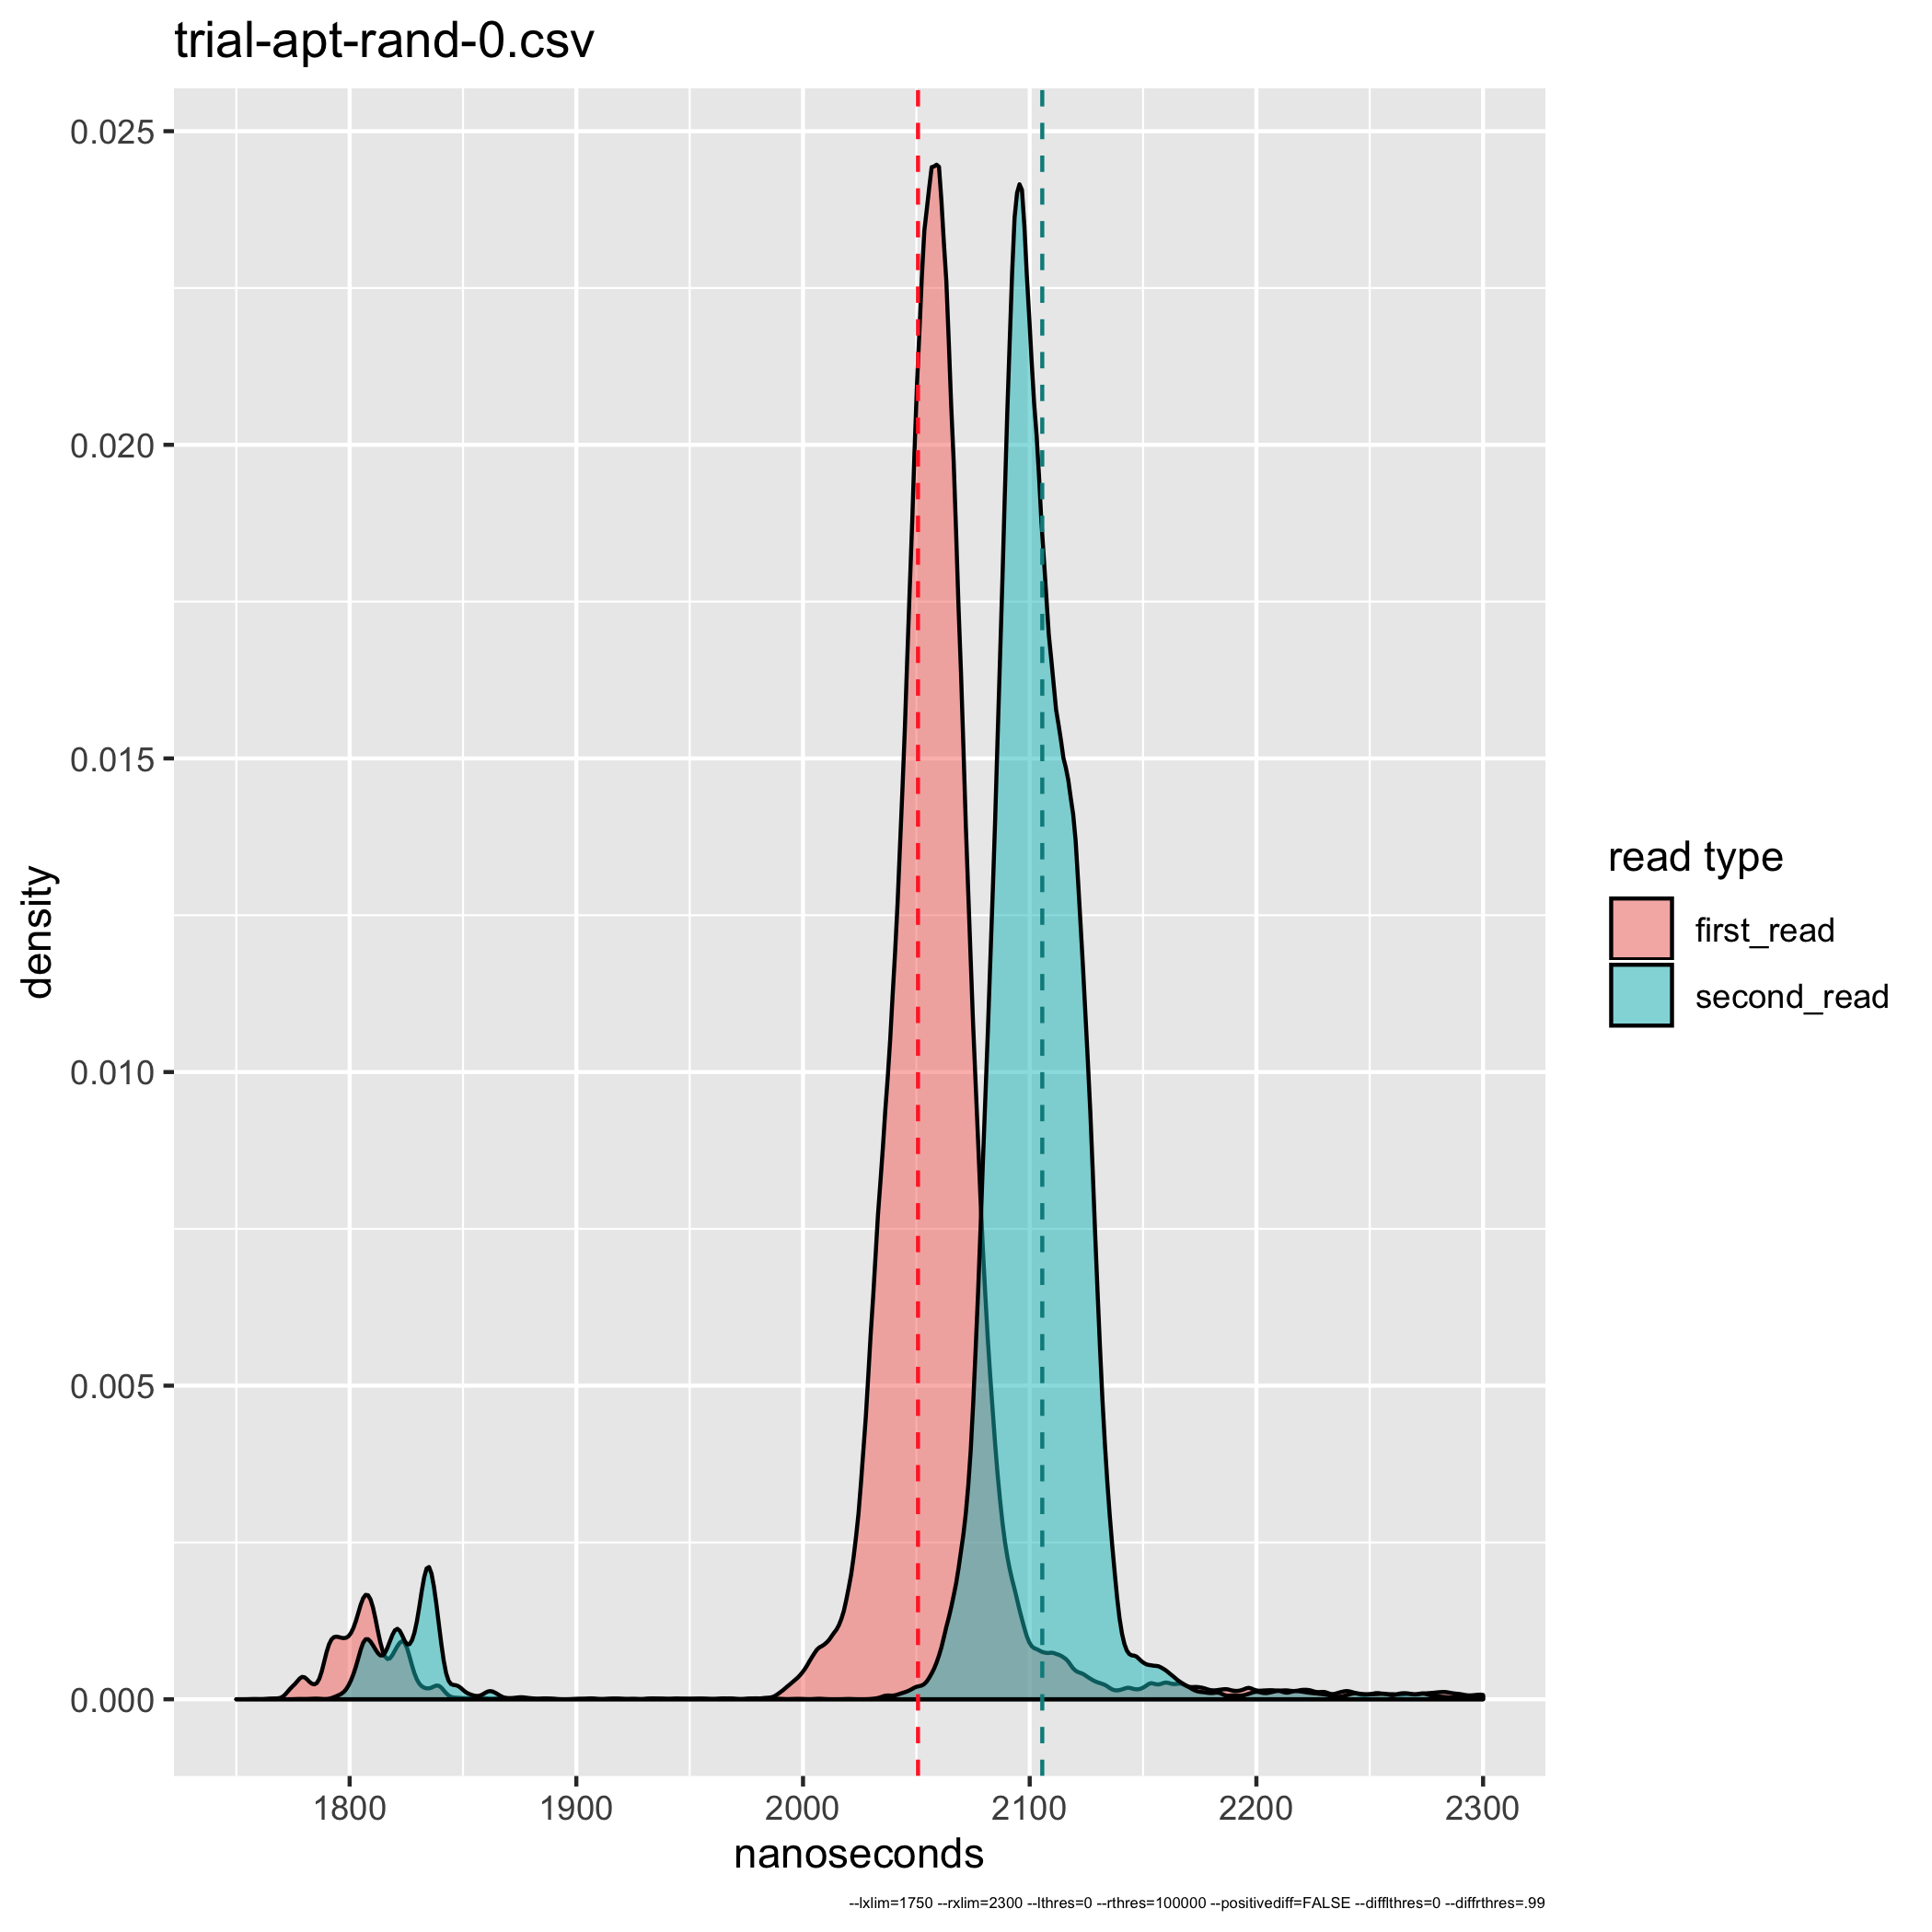 trial-apt-rand-0.csv
0.025
0.020
0.015
0.010
0.005
0.000
density
1800 1900 2000 2100 2200 2300
nanoseconds
read type
first_read
second_read
--lxlim=1750 --rxlim=2300 --lthres=0 --rthres=100000 --positivediff=FALSE --difflthres=0 --diffrthres=.99